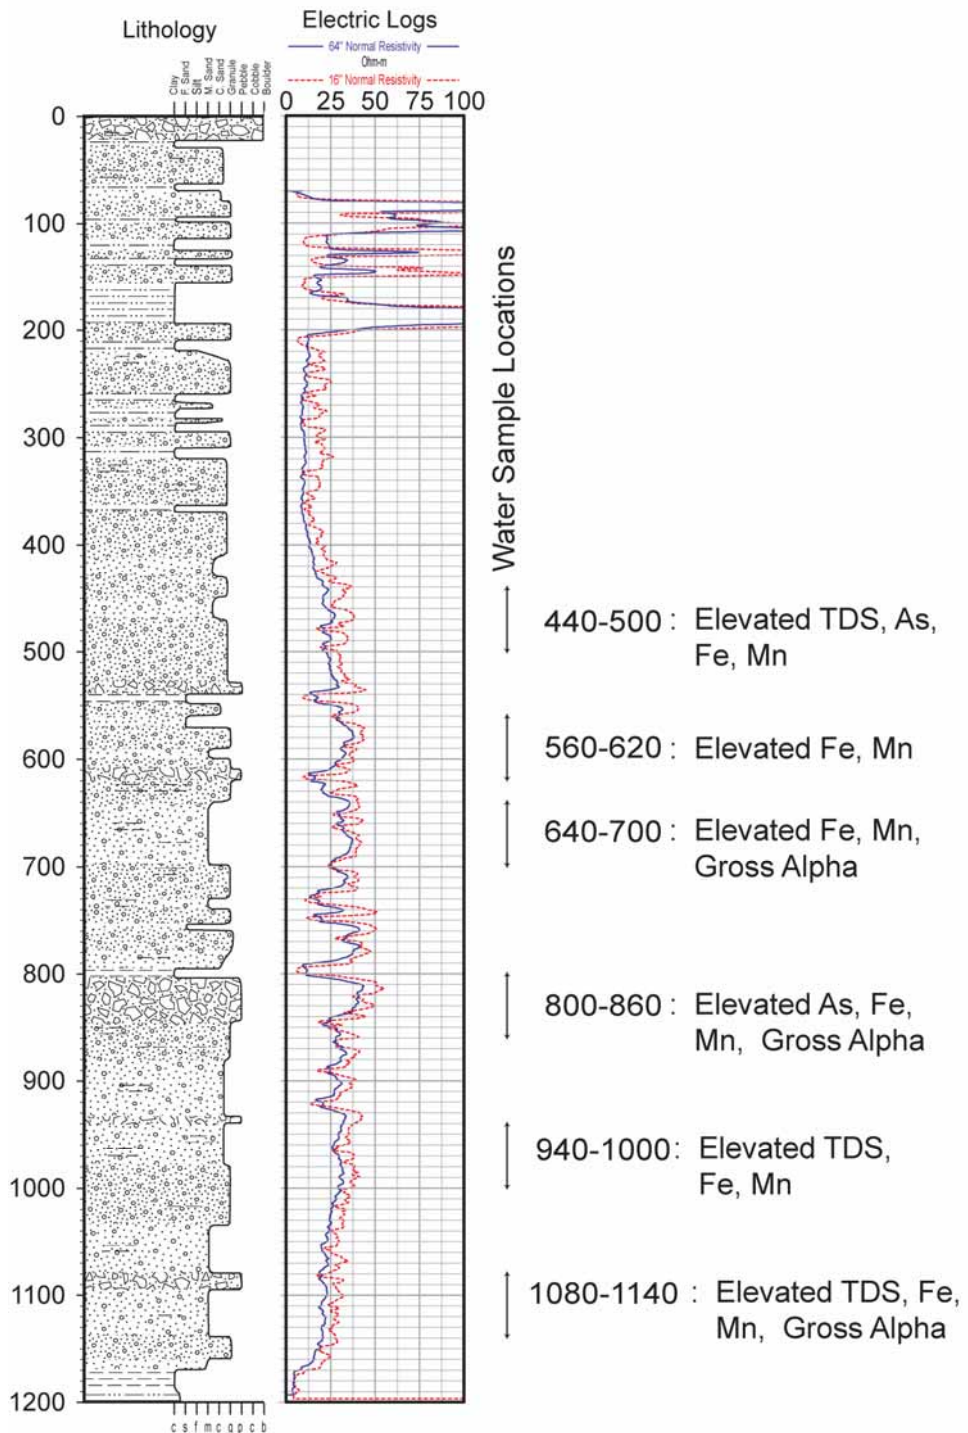 Lithology
Electric Logs
64" Normal Resistivity
Ohm-m
16" Normal Resistivity
Clay
F. Sand
Silt
M. Sand
C. Sand
Granule
Pebble
Cobble
Boulder
0 25 50 75 100
0
100
200
300
400
500
600
700
800
900
1000
1100
1200
Water Sample Locations
440-500 : Elevated TDS, As,
Fe, Mn
560-620 : Elevated Fe, Mn
640-700 : Elevated Fe, Mn,
Gross Alpha
800-860 : Elevated As, Fe,
Mn, Gross Alpha
940-1000: Elevated TDS,
Fe, Mn
1080-1140 : Elevated TDS, Fe,
Mn, Gross Alpha
c s f m c g p c b